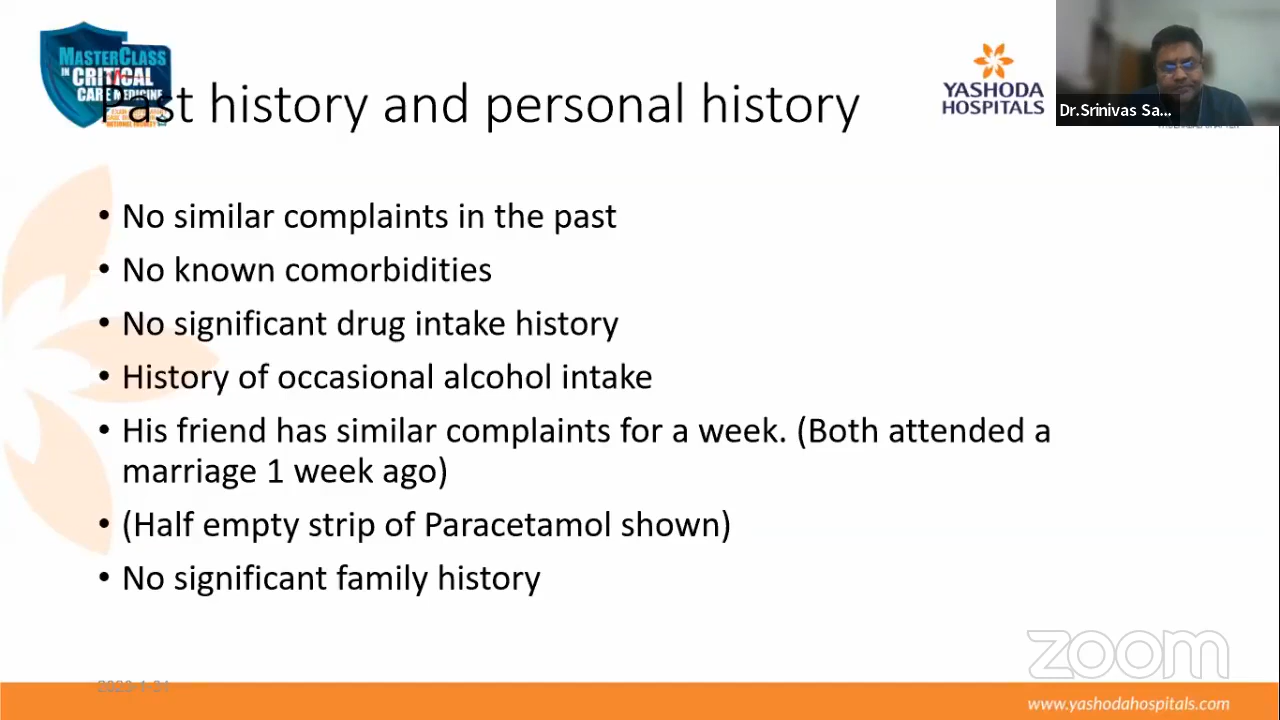 MASTERCLASS
IN CRITICAL
CARE MEDICINE
Past history and personal history
YASHODA
HOSPITALS
Dr.Srinivas Sa...
• No similar complaints in the past
• No known comorbidities
• No significant drug intake history
• History of occasional alcohol intake
• His friend has similar complaints for a week. (Both attended a
marriage 1 week ago)
• (Half empty strip of Paracetamol shown)
• No significant family history
zoom
www.yashodahospitals.com